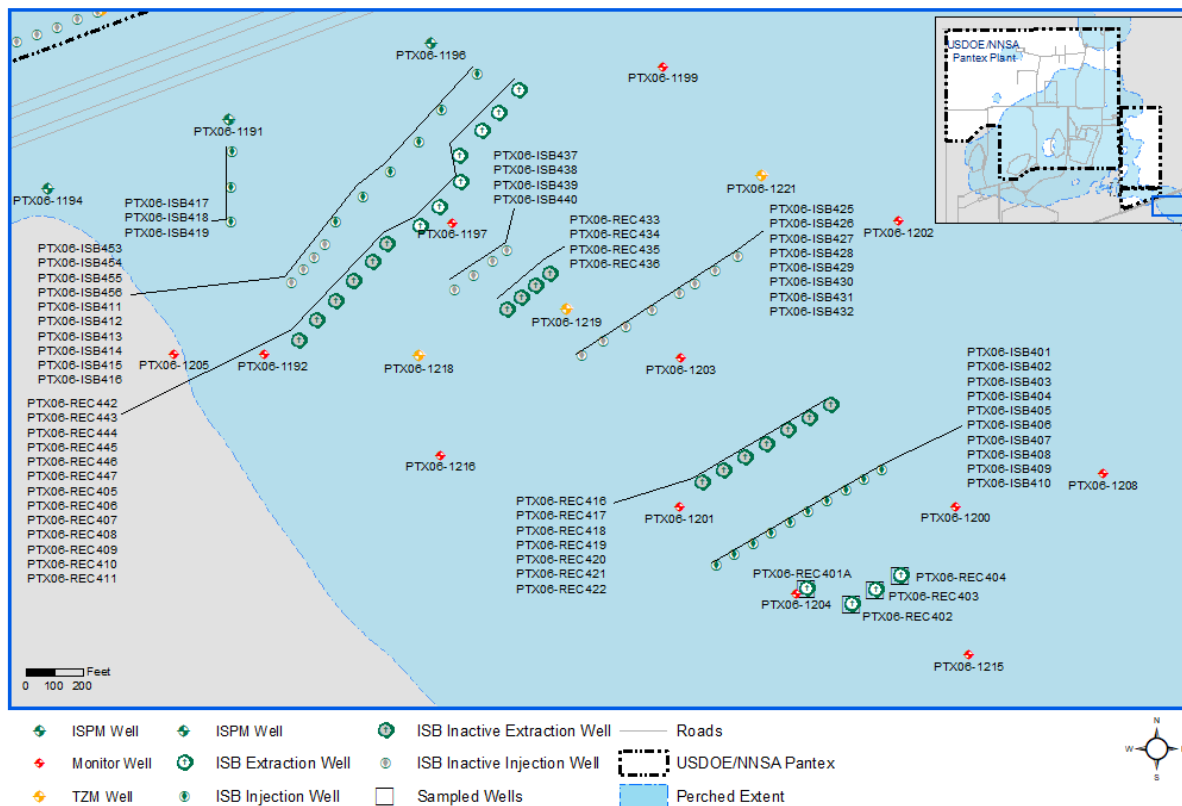 USDOE/NNSA
Pantex Plant
PTX06-1196
PTX06-1199
PTX06-1191
PTX06-1194
PTX06-ISB417
PTX06-ISB418
PTX06-ISB419
PTX06-ISB437
PTX06-ISB438
PTX06-ISB439
PTX06-ISB440
PTX06-1197
PTX06-REC433
PTX06-REC434
PTX06-REC435
PTX06-REC436
PTX06-1221
PTX06-ISB425
PTX06-ISB426
PTX06-ISB427
PTX06-ISB428
PTX06-ISB429
PTX06-ISB430
PTX06-ISB431
PTX06-ISB432
PTX06-1202
PTX06-ISB453
PTX06-ISB454
PTX06-ISB455
PTX06-ISB456
PTX06-ISB411
PTX06-ISB412
PTX06-ISB413
PTX06-ISB414
PTX06-ISB415
PTX06-ISB416
PTX06-1205
PTX06-1192
PTX06-1218
PTX06-1219
PTX06-1203
PTX06-ISB401
PTX06-ISB402
PTX06-ISB403
PTX06-ISB404
PTX06-ISB405
PTX06-ISB406
PTX06-ISB407
PTX06-ISB408
PTX06-ISB409
PTX06-ISB410
PTX06-REC442
PTX06-REC443
PTX06-REC444
PTX06-REC445
PTX06-REC446
PTX06-REC447
PTX06-REC405
PTX06-REC406
PTX06-REC407
PTX06-REC408
PTX06-REC409
PTX06-REC410
PTX06-REC411
PTX06-1216
PTX06-REC416
PTX06-REC417
PTX06-REC418
PTX06-REC419
PTX06-REC420
PTX06-REC421
PTX06-REC422
PTX06-1201
PTX06-1208
PTX06-1200
PTX06-REC401A
PTX06-1204
PTX06-REC404
PTX06-REC403
PTX06-REC402
PTX06-1215
Feet
0 100 200
ISPM Well
ISPM Well
ISB Inactive Extraction Well
Roads
Monitor Well
ISB Extraction Well
ISB Inactive Injection Well
USDOE/NNSA Pantex
TZM Well
ISB Injection Well
Sampled Wells
Perched Extent
N
W
S